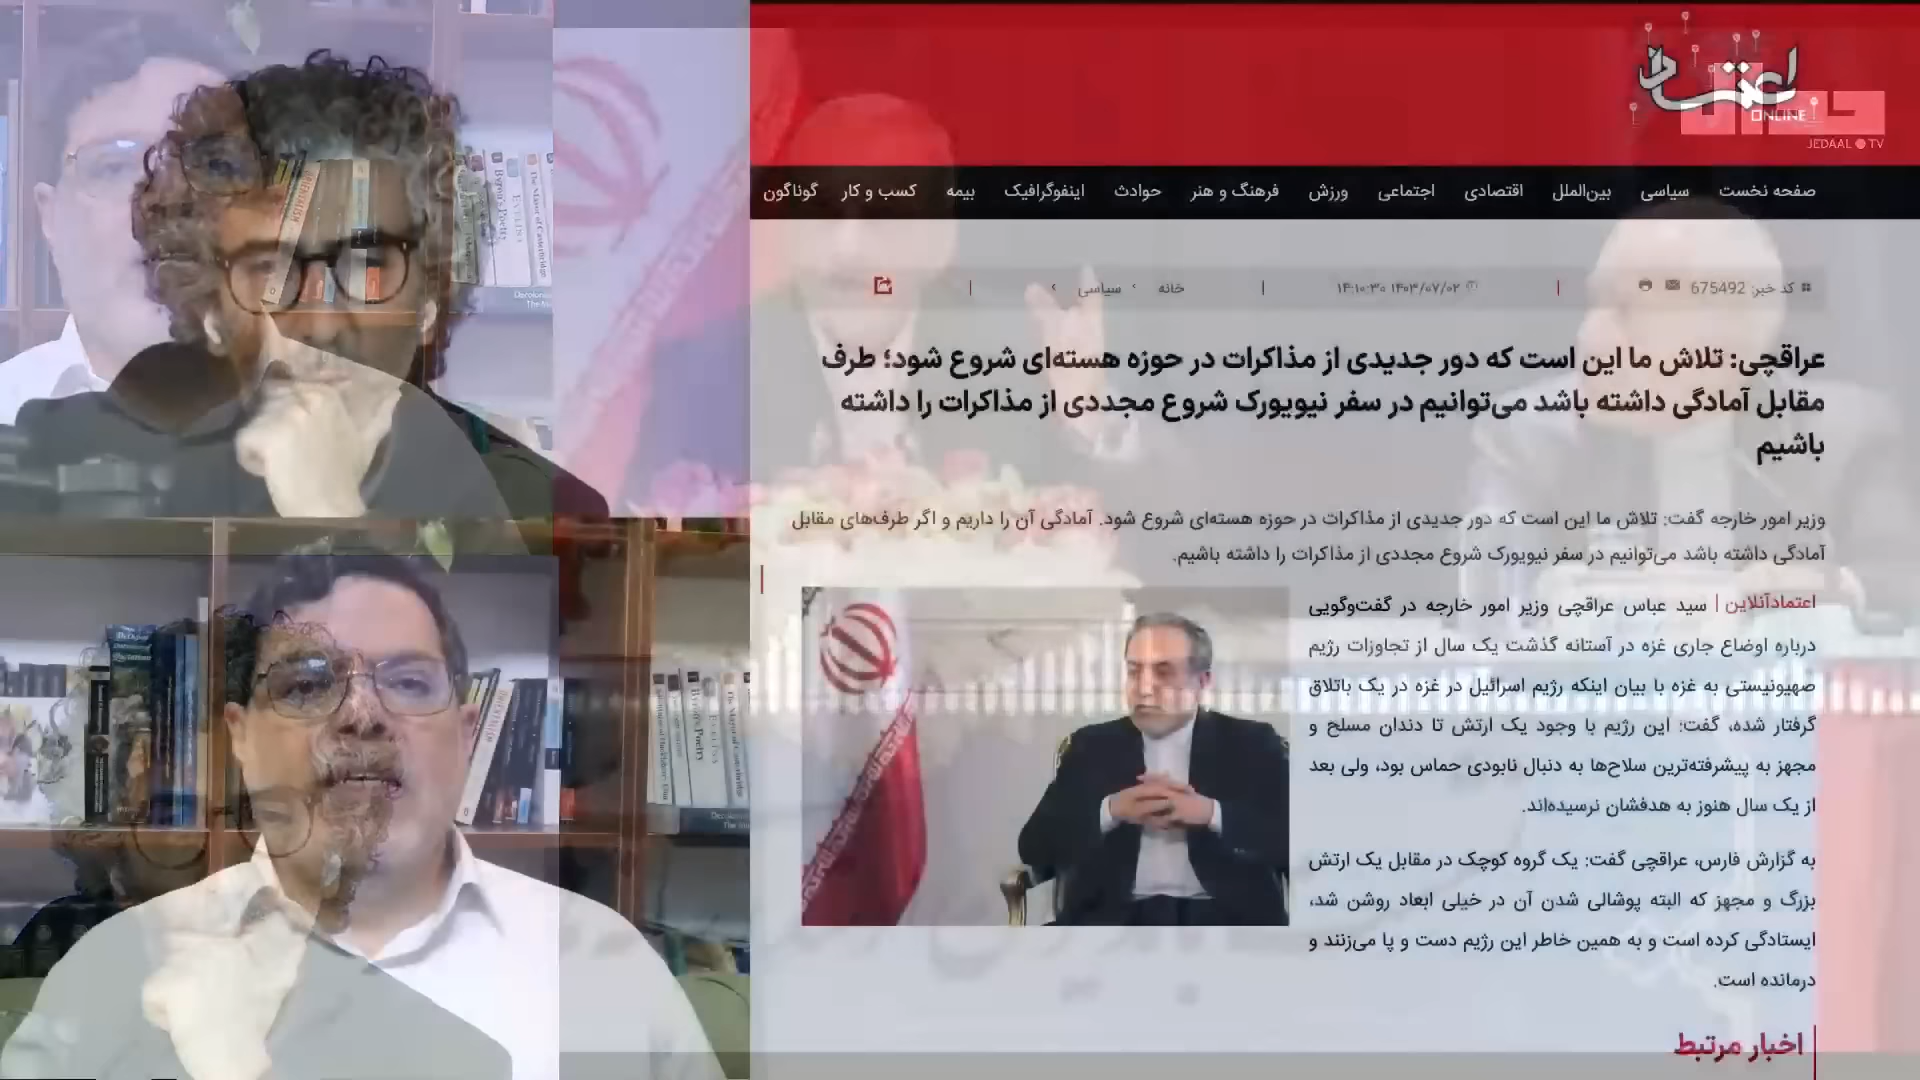 اعتماد
ONLINE
جدال
JEDAAL TV
صفحه نخست سیاسی بین‌الملل اقتصادی اجتماعی ورزش فرهنگ و هنر حوادث اینفوگرافیک بیمه کسب و کار گوناگون
کد خبر: 675492 | ۱۴۰۳/۰۷/۰۲ ۱۴:۱۰:۳۰ | خانه › سیاسی › |
عراقچی: تلاش ما این است که دور جدیدی از مذاکرات در حوزه هسته‌ای شروع شود؛ طرف
مقابل آمادگی داشته باشد می‌توانیم در سفر نیویورک شروع مجددی از مذاکرات را داشته
باشیم
وزیر امور خارجه گفت: تلاش ما این است که دور جدیدی از مذاکرات در حوزه هسته‌ای شروع شود. آمادگی آن را داریم و اگر طرف‌های مقابل
آمادگی داشته باشد می‌توانیم در سفر نیویورک شروع مجددی از مذاکرات را داشته باشیم.
اعتمادآنلاین | سید عباس عراقچی وزیر امور خارجه در گفت‌وگویی
درباره اوضاع جاری غزه در آستانه گذشت یک سال از تجاوزات رژیم
صهیونیستی به غزه با بیان اینکه رژیم اسرائیل در غزه در یک باتلاق
گرفتار شده، گفت: این رژیم با وجود یک ارتش تا دندان مسلح و
مجهز به پیشرفته‌ترین سلاح‌ها به دنبال نابودی حماس بود، ولی بعد
از یک سال هنوز به هدفشان نرسیده‌اند.
به گزارش فارس، عراقچی گفت: یک گروه کوچک در مقابل یک ارتش
بزرگ و مجهز که البته پوشالی شدن آن در خیلی ابعاد روشن شد،
ایستادگی کرده است و به همین خاطر این رژیم دست و پا می‌زنند و
درمانده است.
اخبار مرتبط